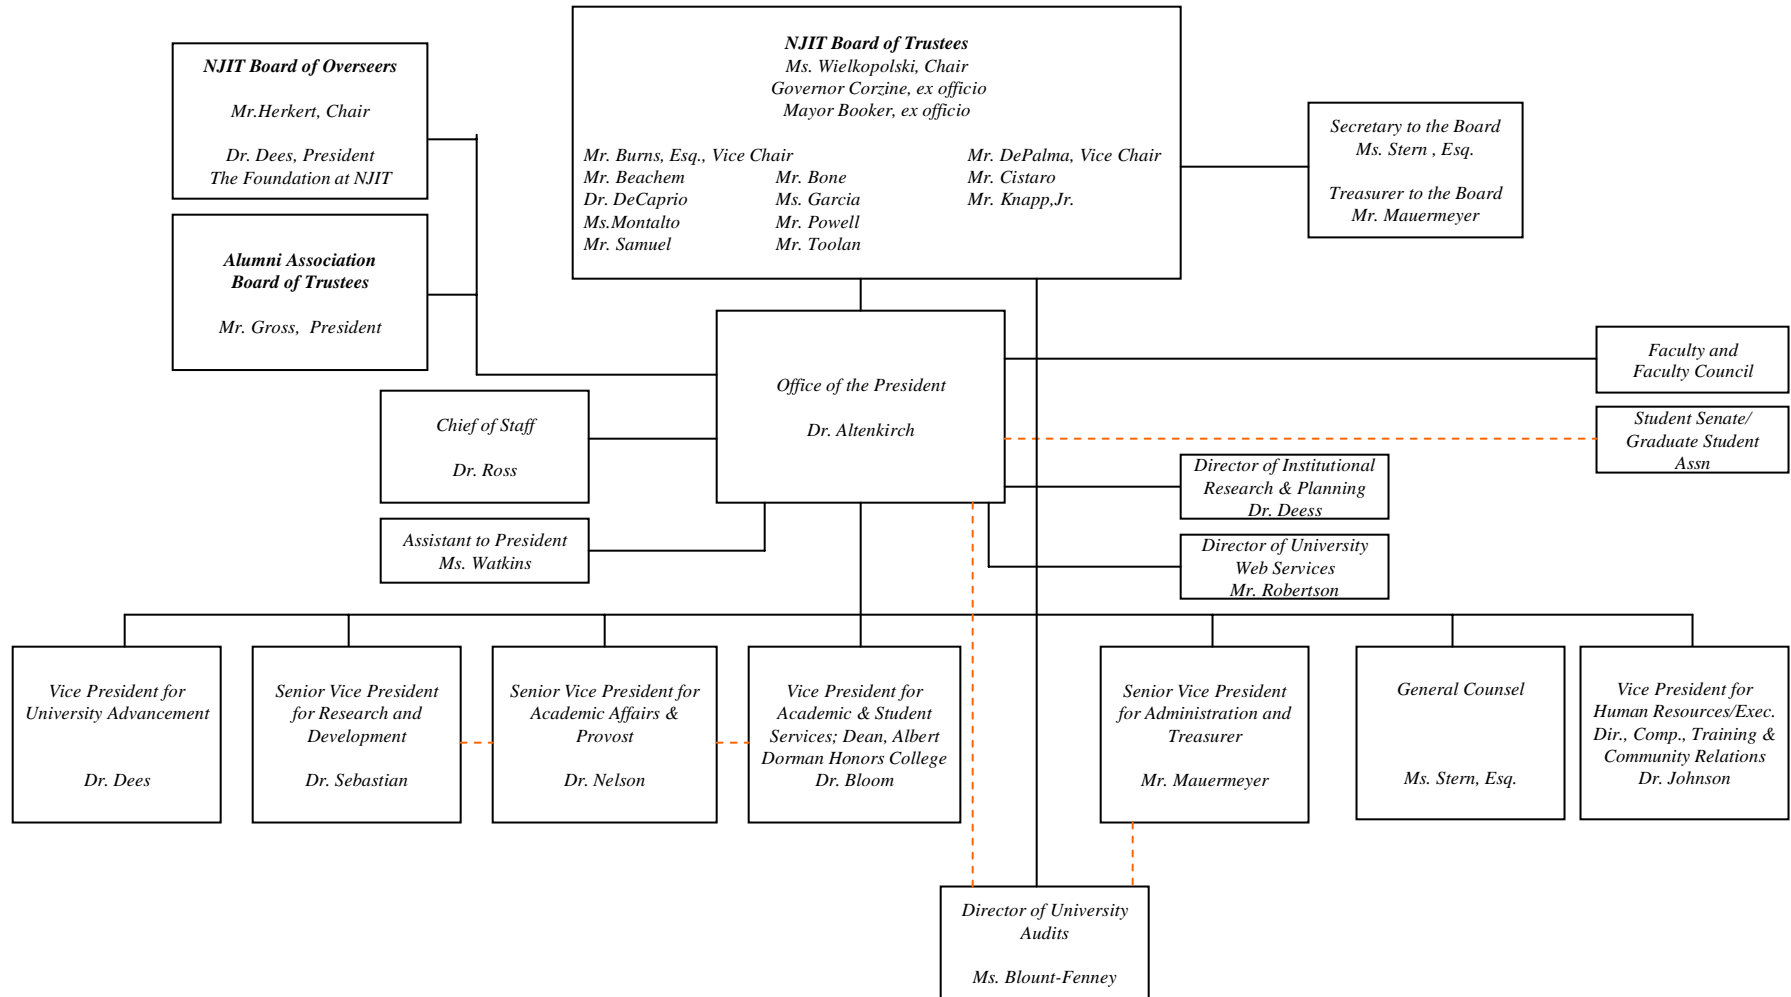 NJIT Board of Overseers
Mr.Herkert, Chair
Dr. Dees, President
The Foundation at NJIT
NJIT Board of Trustees
Ms. Wielkopolski, Chair
Governor Corzine, ex officio
Mayor Booker, ex officio
Mr. Burns, Esq., Vice Chair Mr. DePalma, Vice Chair
Mr. Beachem Mr. Bone Mr. Cistaro
Dr. DeCaprio Ms. Garcia Mr. Knapp,Jr.
Ms.Montalto Mr. Powell
Mr. Samuel Mr. Toolan
Secretary to the Board
Ms. Stern , Esq.
Treasurer to the Board
Mr. Mauermeyer
Alumni Association
Board of Trustees
Mr. Gross, President
Office of the President
Dr. Altenkirch
Faculty and
Faculty Council
Chief of Staff
Dr. Ross
Student Senate/
Graduate Student
Assn
Director of Institutional
Research & Planning
Dr. Deess
Assistant to President
Ms. Watkins
Director of University
Web Services
Mr. Robertson
Vice President for
University Advancement
Dr. Dees
Senior Vice President
for Research and
Development
Dr. Sebastian
Senior Vice President for
Academic Affairs &
Provost
Dr. Nelson
Vice President for
Academic & Student
Services; Dean, Albert
Dorman Honors College
Dr. Bloom
Senior Vice President
for Administration and
Treasurer
Mr. Mauermeyer
General Counsel
Ms. Stern, Esq.
Vice President for
Human Resources/Exec.
Dir., Comp., Training &
Community Relations
Dr. Johnson
Director of University
Audits
Ms. Blount-Fenney